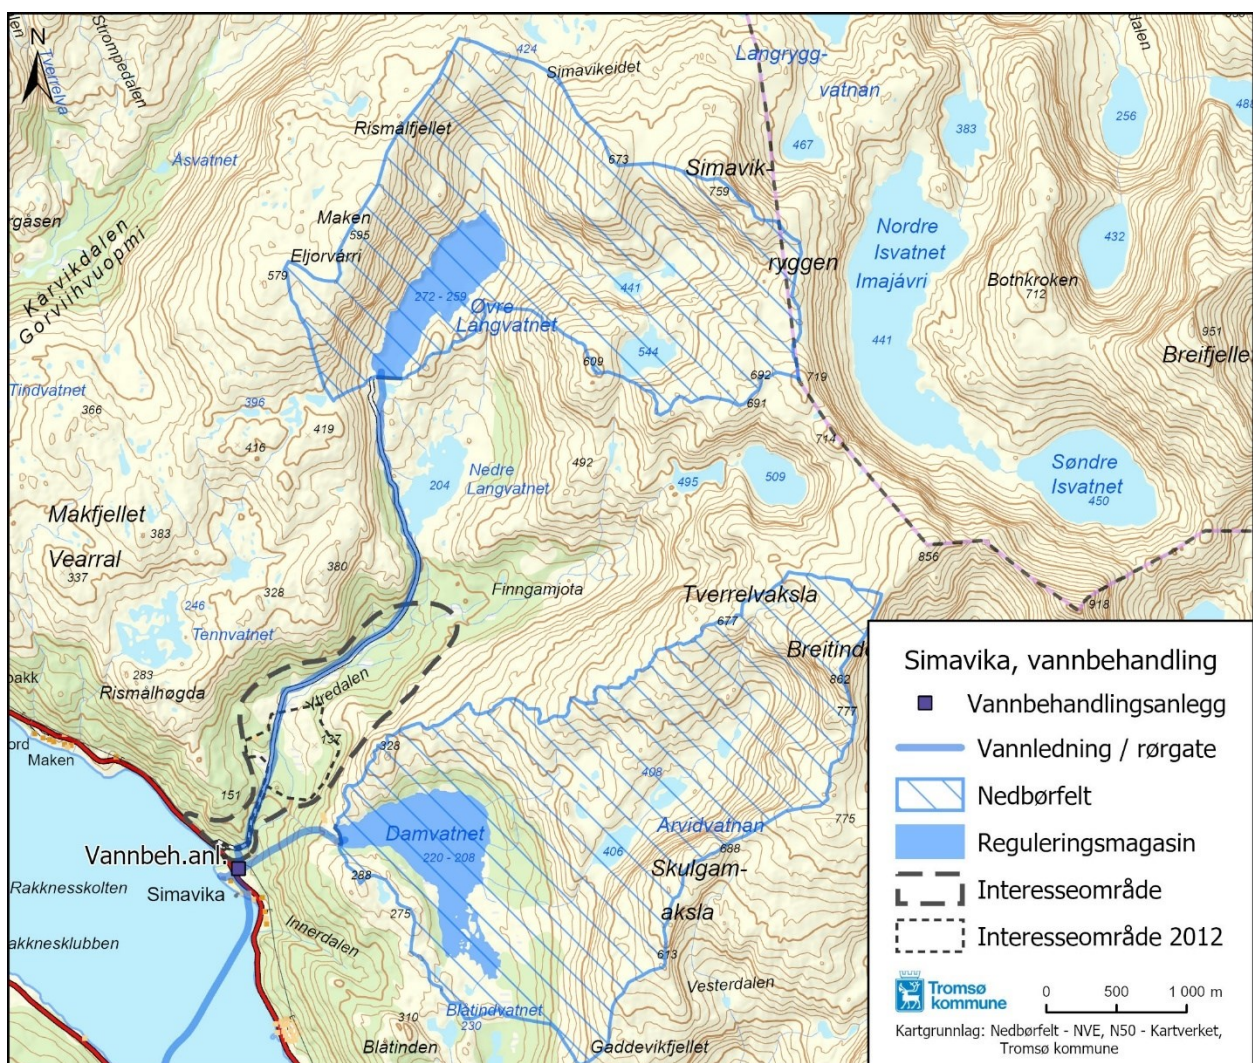 N
Strompedalen
Tverrelva
424
Simavikeidet
Langrygg-
vatnan
467
383
256
Rismålfjellet
Åsvatnet
673
Simavik-
759
ryggen
Nordre
Isvatnet
Imajávri
441
432
Botnkroken
712
951
Maken
595
Eljorvárri
579
Karvikdalen
Gorviihvuopmi
272 - 259
Øvre
Langvatnet
441
544
609
692
691
719
714
Tindvatnet
366
396
419
416
204
Nedre
Langvatnet
492
495
509
Søndre
Isvatnet
450
Makfjellet
383
Vearral
337
328
380
246
Tennvatnet
283
Rismålhøgda
Finngamjota
Tverrelvaksla
677
856
918
862
777
Ytredalen
137
151
328
Maken
Damvatnet
220 - 208
288
275
408
406
Arvidvatnan
688
775
Skulgam-
aksla
613
Vannbeh.anl.
Simavika
Rakknesskolten
Innerdalen
Vesterdalen
Blåtindvatnet
230
310
Blåtinden
Gaddevikfjellet
Simavika, vannbehandling
Vannbehandlingsanlegg
Vannledning / rørgate
Nedbørfelt
Reguleringsmagasin
Interesseområde
Interesseområde 2012
Tromsø
kommune
0 500 1 000 m
Kartgrunnlag: Nedbørfelt - NVE, N50 - Kartverket,
Tromsø kommune